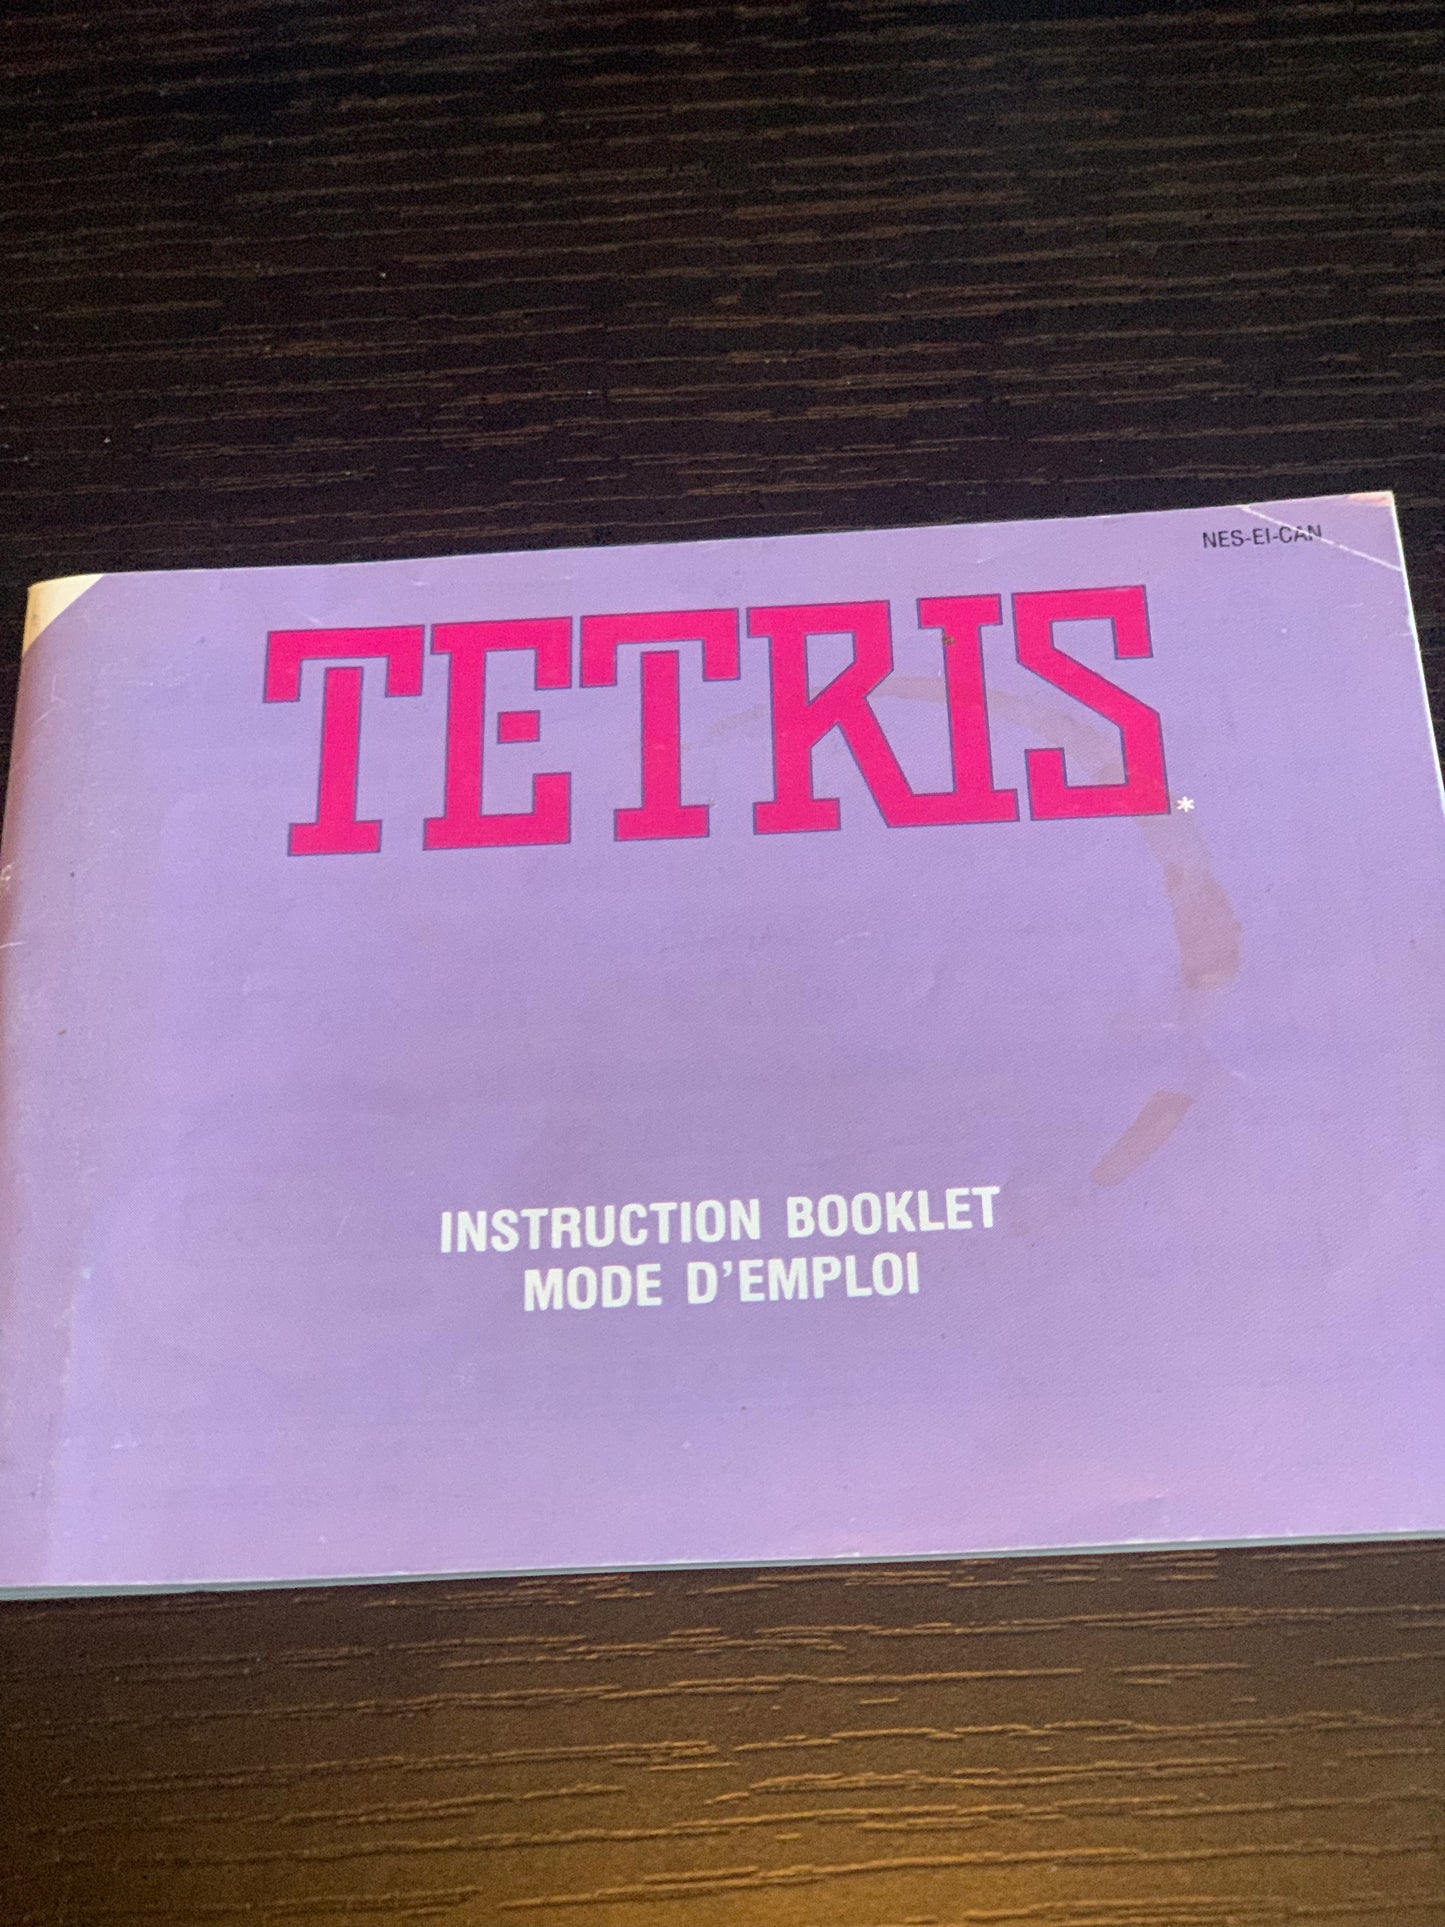 NES-EI-CAN
TETRIS*
INSTRUCTION BOOKLET
MODE D'EMPLOI